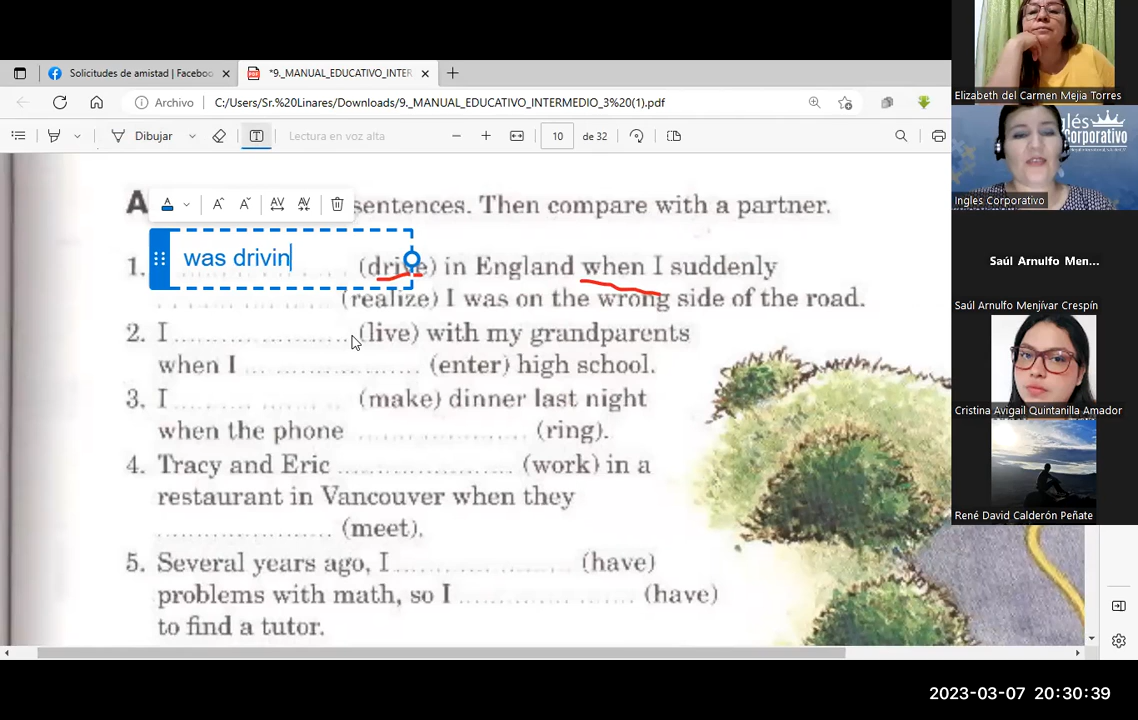 Solicitudes de amistad | Faceboo
*9._MANUAL_EDUCATIVO_INTER
Archivo
C:/Users/Sr.%20Linares/Downloads/9._MANUAL_EDUCATIVO_INTERMEDIO_3%20(1).pdf
Dibujar
Lectura en voz alta
10
de 32
A
sentences. Then compare with a partner.
was drivin
1. (drive) in England when I suddenly
(realize) I was on the wrong side of the road.
2. I (live) with my grandparents
when I (enter) high school.
3. I (make) dinner last night
when the phone (ring).
4. Tracy and Eric (work) in a
restaurant in Vancouver when they
(meet).
5. Several years ago, I (have)
problems with math, so I (have)
to find a tutor.
Elizabeth del Carmen Mejia Torres
glés
Corporativo
Ingles Corporativo
Saúl Arnulfo Men...
Saúl Arnulfo Menjívar Crespín
Cristina Avigail Quintanilla Amador
René David Calderón Peñate
2023-03-07 20:30:39